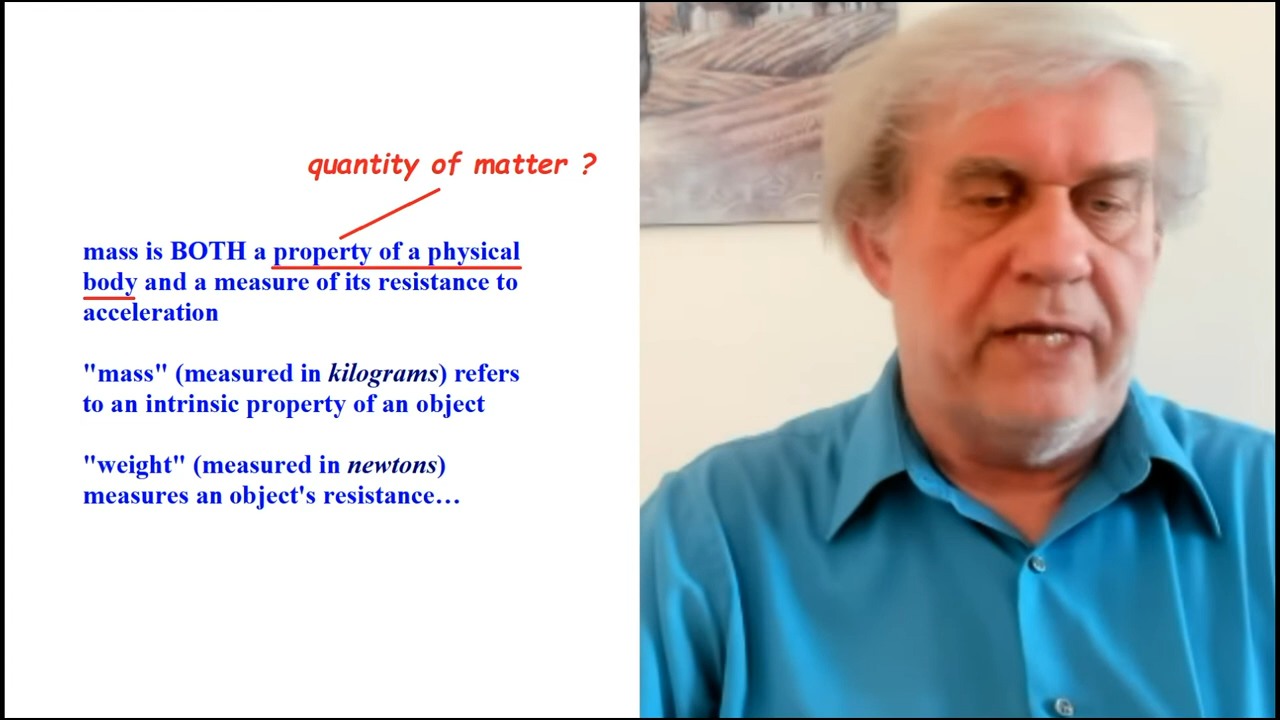 quantity of matter ?
mass is BOTH a property of a physical
body and a measure of its resistance to
acceleration
"mass" (measured in kilograms) refers
to an intrinsic property of an object
"weight" (measured in newtons)
measures an object's resistance…